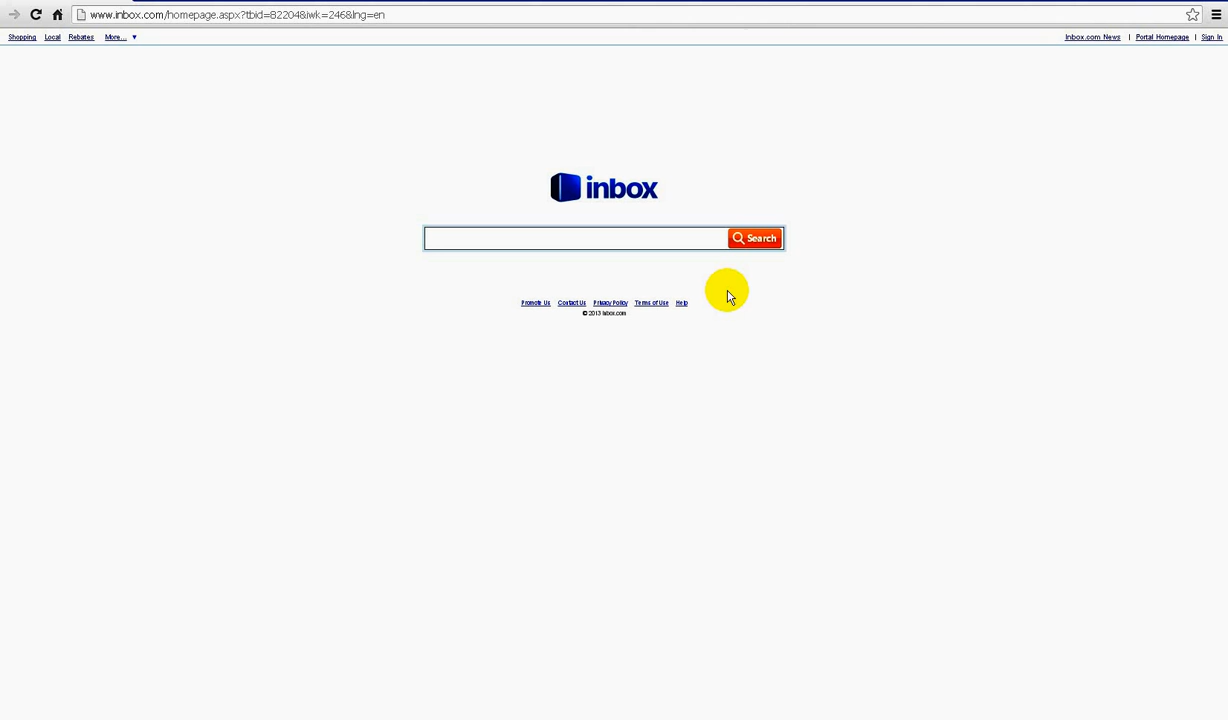 www.inbox.com/homepage.aspx?tbid=82204&iwk=246&lng=en
Shopping Local Rebates More... ▼ Inbox.com News | Portal Homepage | Sign In
inbox
Search
Promote Us Contact Us Privacy Policy Terms of Use Help
© 2013 Inbox.com